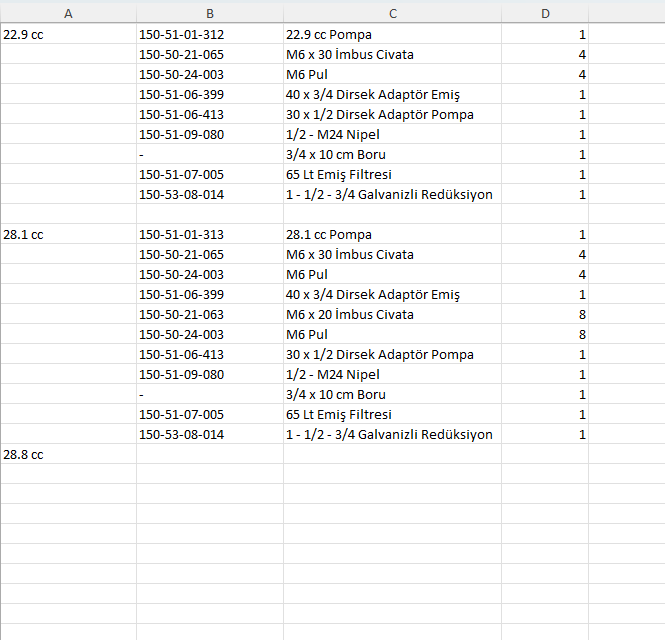 A B C D
22.9 cc 150-51-01-312 22.9 cc Pompa 1
150-50-21-065 M6 x 30 İmbus Civata 4
150-50-24-003 M6 Pul 4
150-51-06-399 40 x 3/4 Dirsek Adaptör Emiş 1
150-51-06-413 30 x 1/2 Dirsek Adaptör Pompa 1
150-51-09-080 1/2 - M24 Nipel 1
- 3/4 x 10 cm Boru 1
150-51-07-005 65 Lt Emiş Filtresi 1
150-53-08-014 1 - 1/2 - 3/4 Galvanizli Redüksiyon 1
28.1 cc 150-51-01-313 28.1 cc Pompa 1
150-50-21-065 M6 x 30 İmbus Civata 4
150-50-24-003 M6 Pul 4
150-51-06-399 40 x 3/4 Dirsek Adaptör Emiş 1
150-50-21-063 M6 x 20 İmbus Civata 8
150-50-24-003 M6 Pul 8
150-51-06-413 30 x 1/2 Dirsek Adaptör Pompa 1
150-51-09-080 1/2 - M24 Nipel 1
- 3/4 x 10 cm Boru 1
150-51-07-005 65 Lt Emiş Filtresi 1
150-53-08-014 1 - 1/2 - 3/4 Galvanizli Redüksiyon 1
28.8 cc